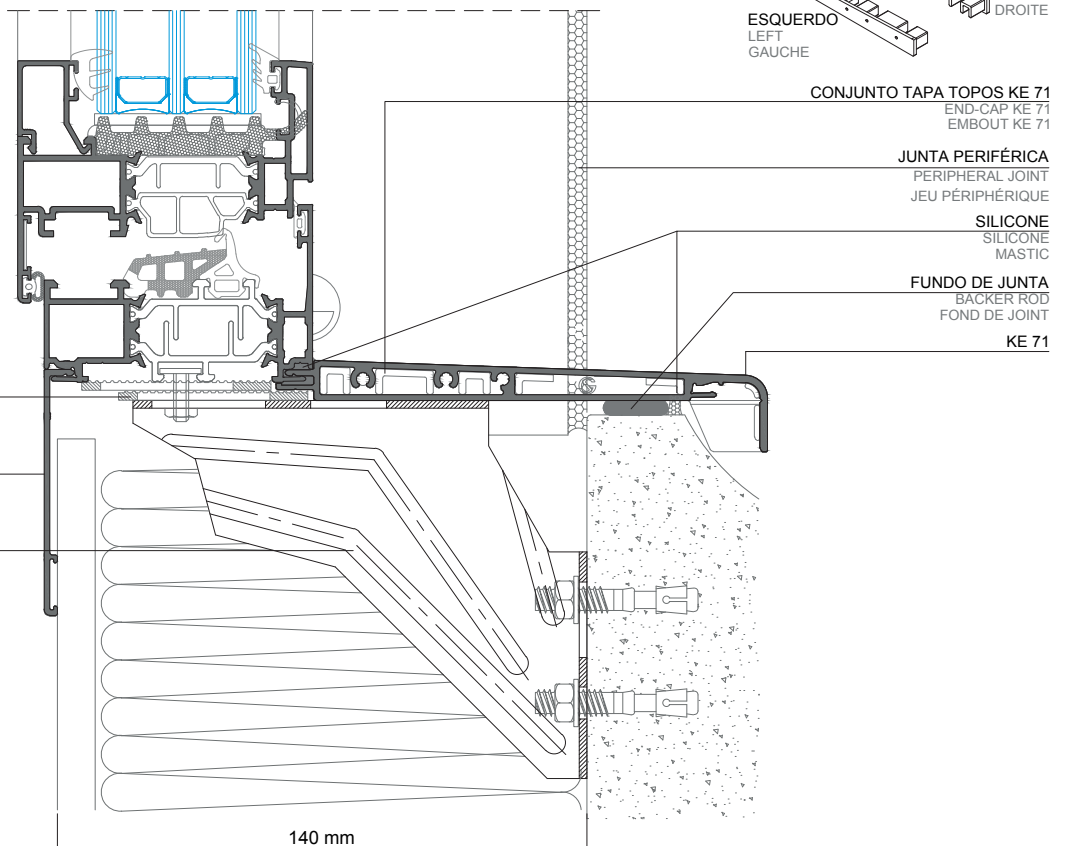 DROITE
ESQUERDO
LEFT
GAUCHE
CONJUNTO TAPA TOPOS KE 71
END-CAP KE 71
EMBOUT KE 71
JUNTA PERIFÉRICA
PERIPHERAL JOINT
JEU PÉRIPHÉRIQUE
SILICONE
SILICONE
MASTIC
FUNDO DE JUNTA
BACKER ROD
FOND DE JOINT
KE 71
140 mm